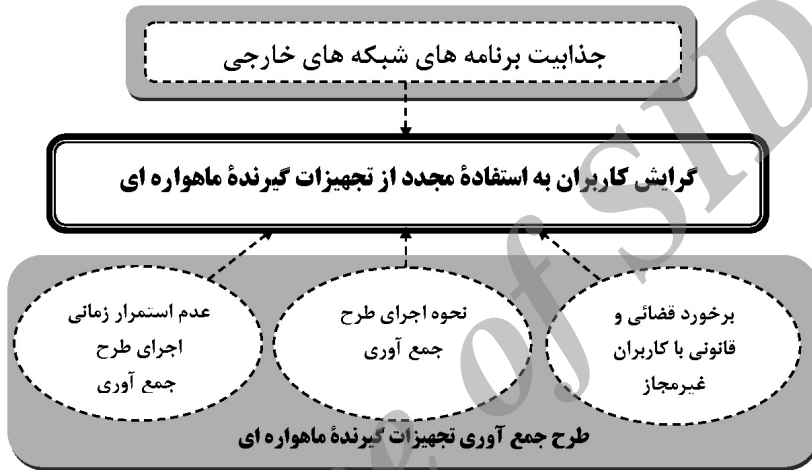 جذابیت برنامه های شبکه های خارجی
گرایش کاربران به استفادهٔ مجدد از تجهیزات گیرندهٔ ماهواره ای
برخورد قضائی و
قانونی با کاربران
غیرمجاز
نحوه اجرای طرح
جمع آوری
عدم استمرار زمانی
اجرای طرح
جمع آوری
طرح جمع آوری تجهیزات گیرندهٔ ماهواره ای
e of SID